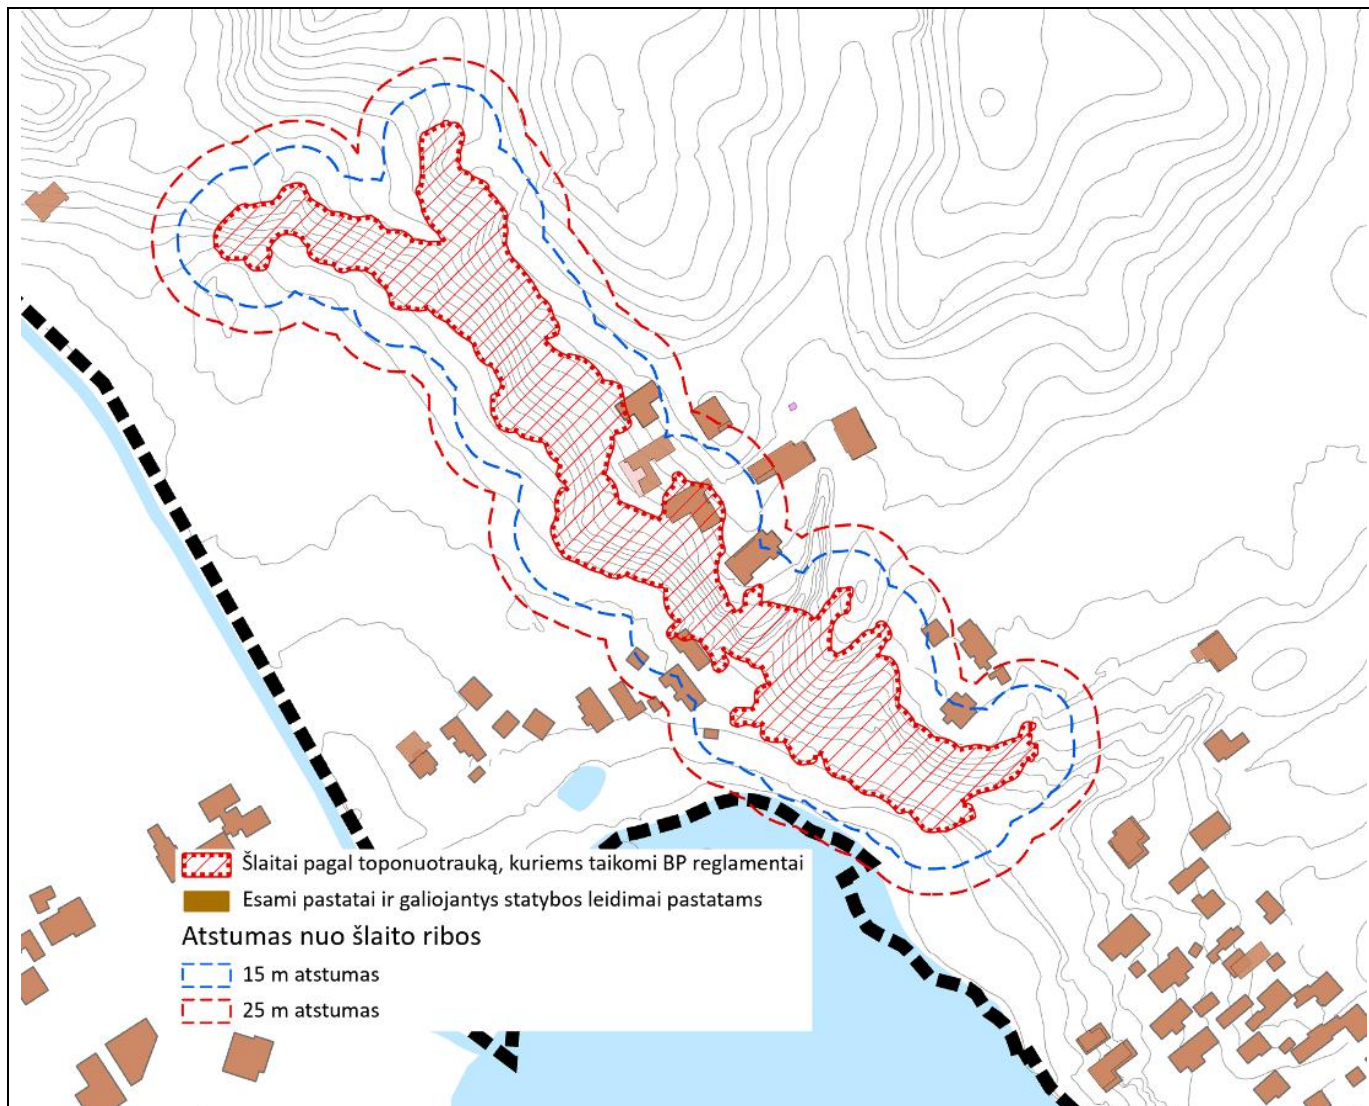 Šlaitai pagal toponuotrauką, kuriems taikomi BP reglamentai
Esami pastatai ir galiojantys statybos leidimai pastatams
Atstumas nuo šlaito ribos
15 m atstumas
25 m atstumas